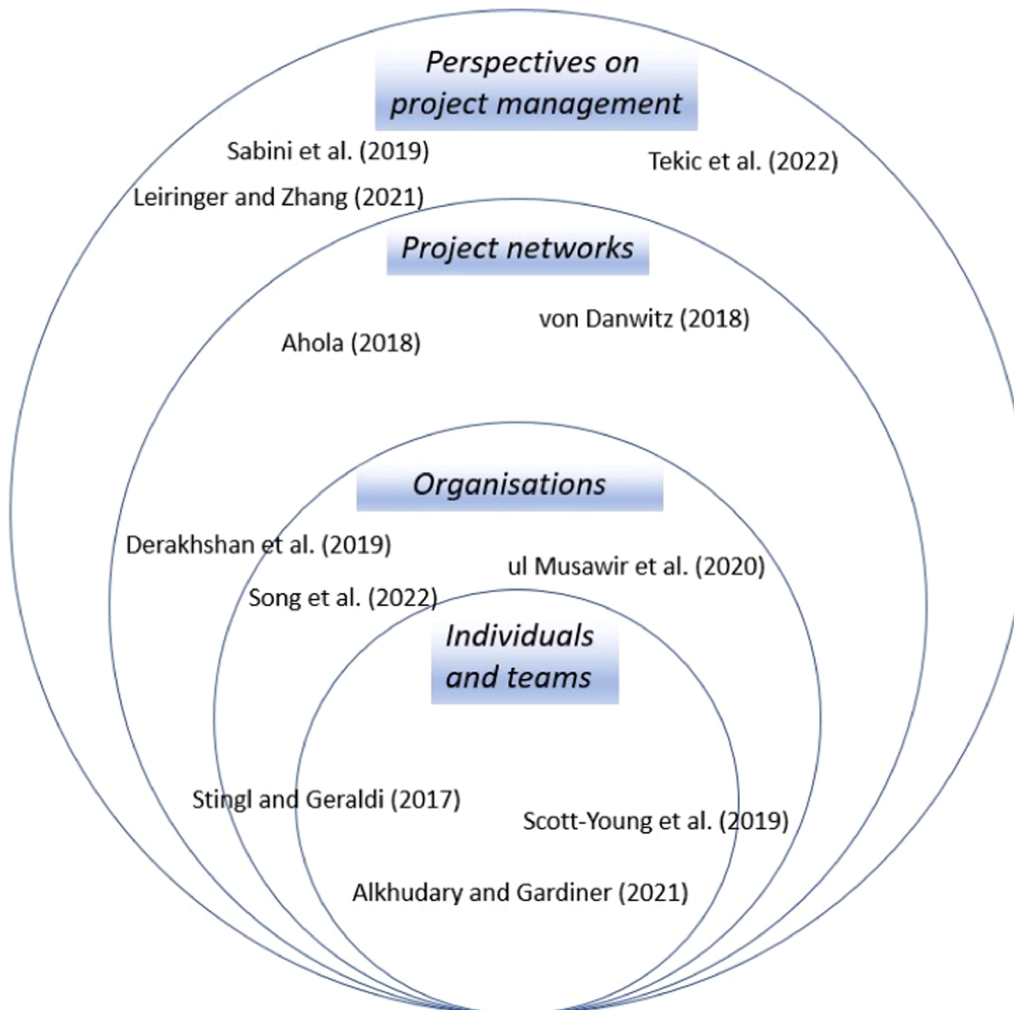 Perspectives on
project management
Sabini et al. (2019)
Tekic et al. (2022)
Leiringer and Zhang (2021)
Project networks
von Danwitz (2018)
Ahola (2018)
Organisations
Derakhshan et al. (2019)
ul Musawir et al. (2020)
Song et al. (2022)
Individuals
and teams
Stingl and Geraldi (2017)
Scott-Young et al. (2019)
Alkhudary and Gardiner (2021)